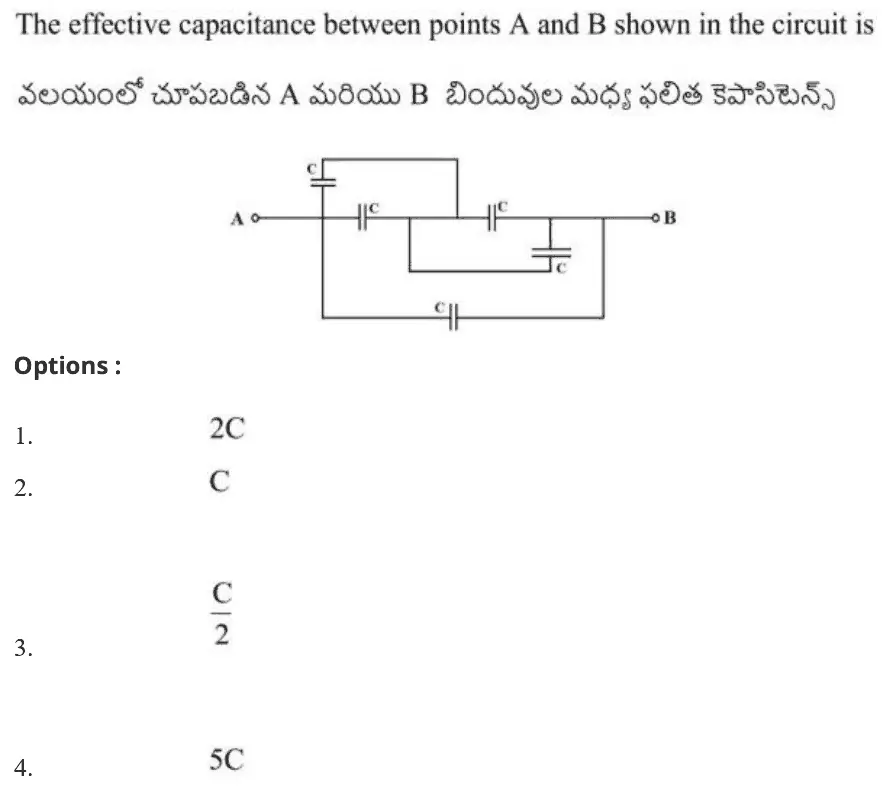 The effective capacitance between points A and B shown in the circuit is
వలయంలో చూపబడిన A మరియు B బిందువుల మధ్య ఫలిత కెపాసిటెన్స్
C
A
C
C
B
C
C
Options :
1. 2C
2. C
3. C/2
4. 5C